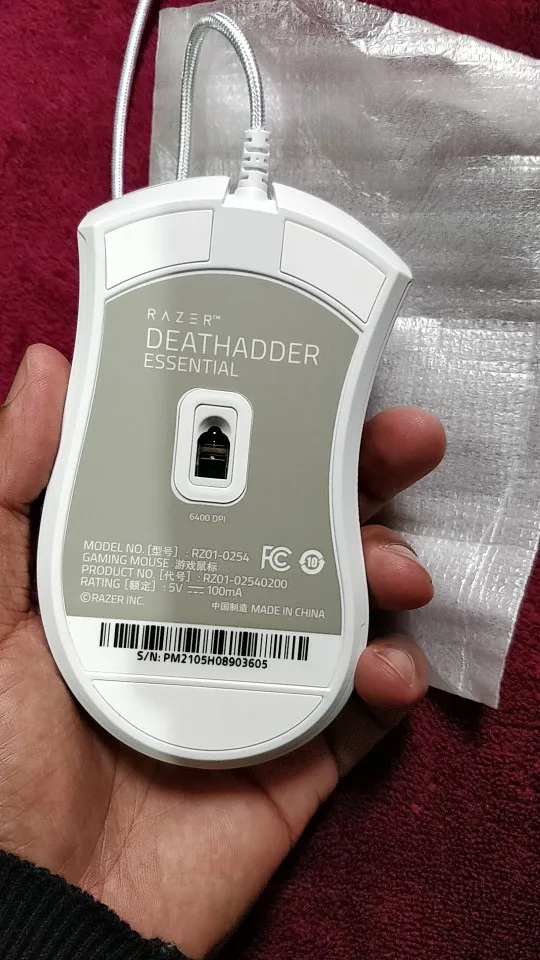 RAZER™
DEATHADDER
ESSENTIAL
6400 DPI
MODEL NO. [型号] : RZ01-0254
GAMING MOUSE 游戏鼠标
PRODUCT NO. [代号] : RZ01-02540200
RATING [额定] : 5V ⎓ 100mA
©RAZER INC.
中国制造 MADE IN CHINA
FC
10
S/N: PM2105H08903605